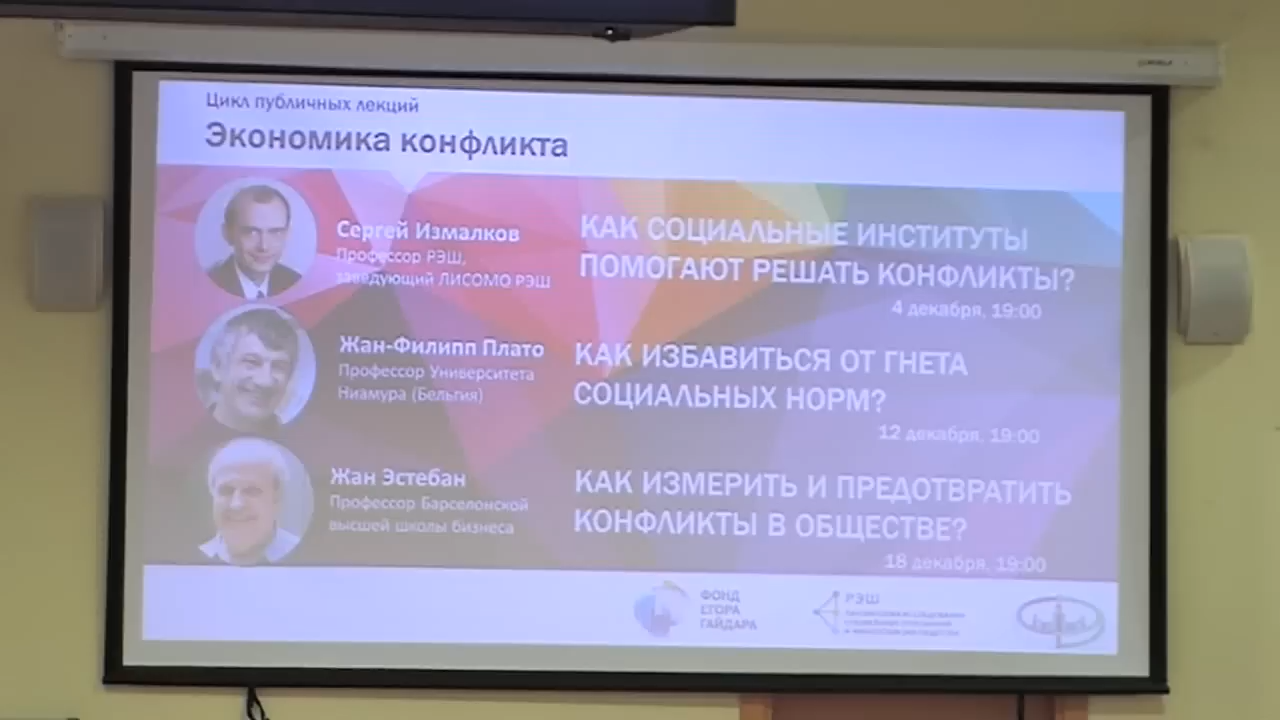 Цикл публичных лекций
Экономика конфликта
Сергей Измалков
Профессор РЭШ,
заведующий ЛИСОМО РЭШ
КАК СОЦИАЛЬНЫЕ ИНСТИТУТЫ
ПОМОГАЮТ РЕШАТЬ КОНФЛИКТЫ?
4 декабря, 19:00
Жан-Филипп Плато
Профессор Университета
Ниамура (Бельгия)
КАК ИЗБАВИТЬСЯ ОТ ГНЕТА
СОЦИАЛЬНЫХ НОРМ?
12 декабря, 19:00
Жан Эстебан
Профессор Барселонской
высшей школы бизнеса
КАК ИЗМЕРИТЬ И ПРЕДОТВРАТИТЬ
КОНФЛИКТЫ В ОБЩЕСТВЕ?
18 декабря, 19:00
ФОНД
ЕГОРА
ГАЙДАРА
РЭШ